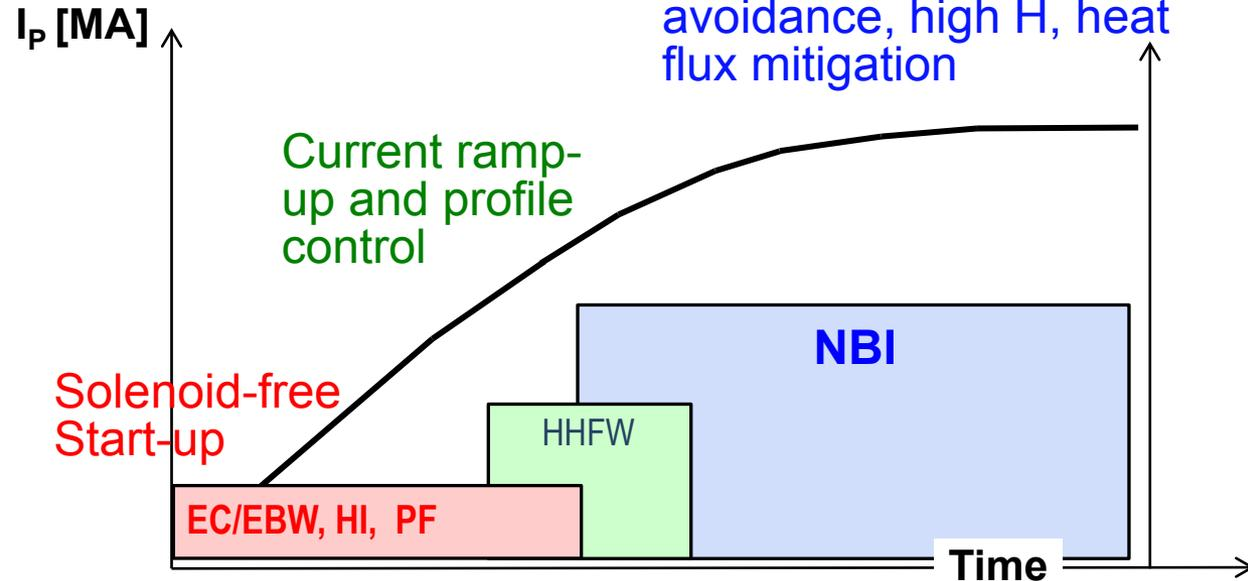 I_P [MA]
avoidance, high H, heat
flux mitigation
Current ramp-
up and profile
control
NBI
Solenoid-free
Start-up
HHFW
EC/EBW, HI, PF
Time